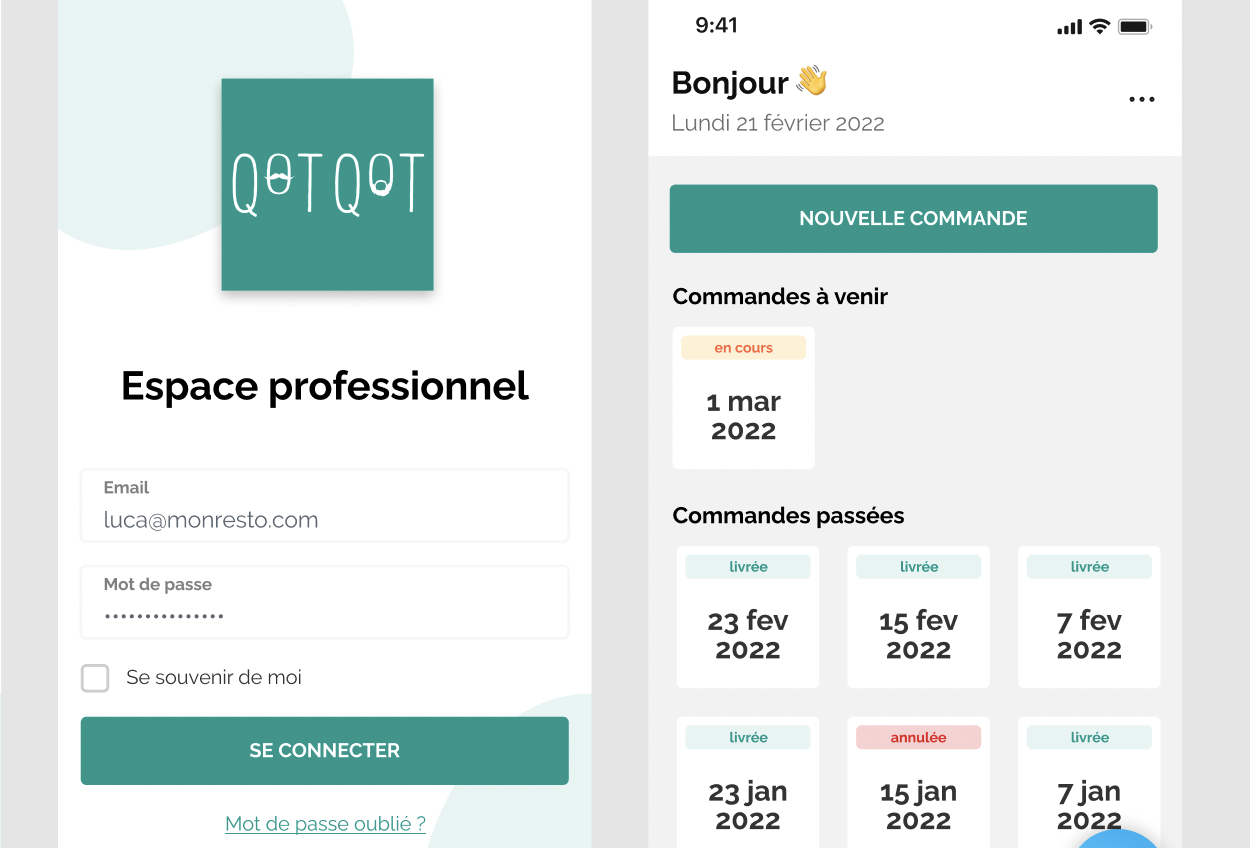 QOT QOT
Espace professionnel
Email
luca@monresto.com
Mot de passe
•••••••••••••••
Se souvenir de moi
SE CONNECTER
Mot de passe oublié ?
9:41
Bonjour 👋
Lundi 21 février 2022
NOUVELLE COMMANDE
Commandes à venir
en cours
1 mar
2022
Commandes passées
livrée
23 fev
2022
livrée
15 fev
2022
livrée
7 fev
2022
livrée
23 jan
2022
annulée
15 jan
2022
livrée
7 jan
2022